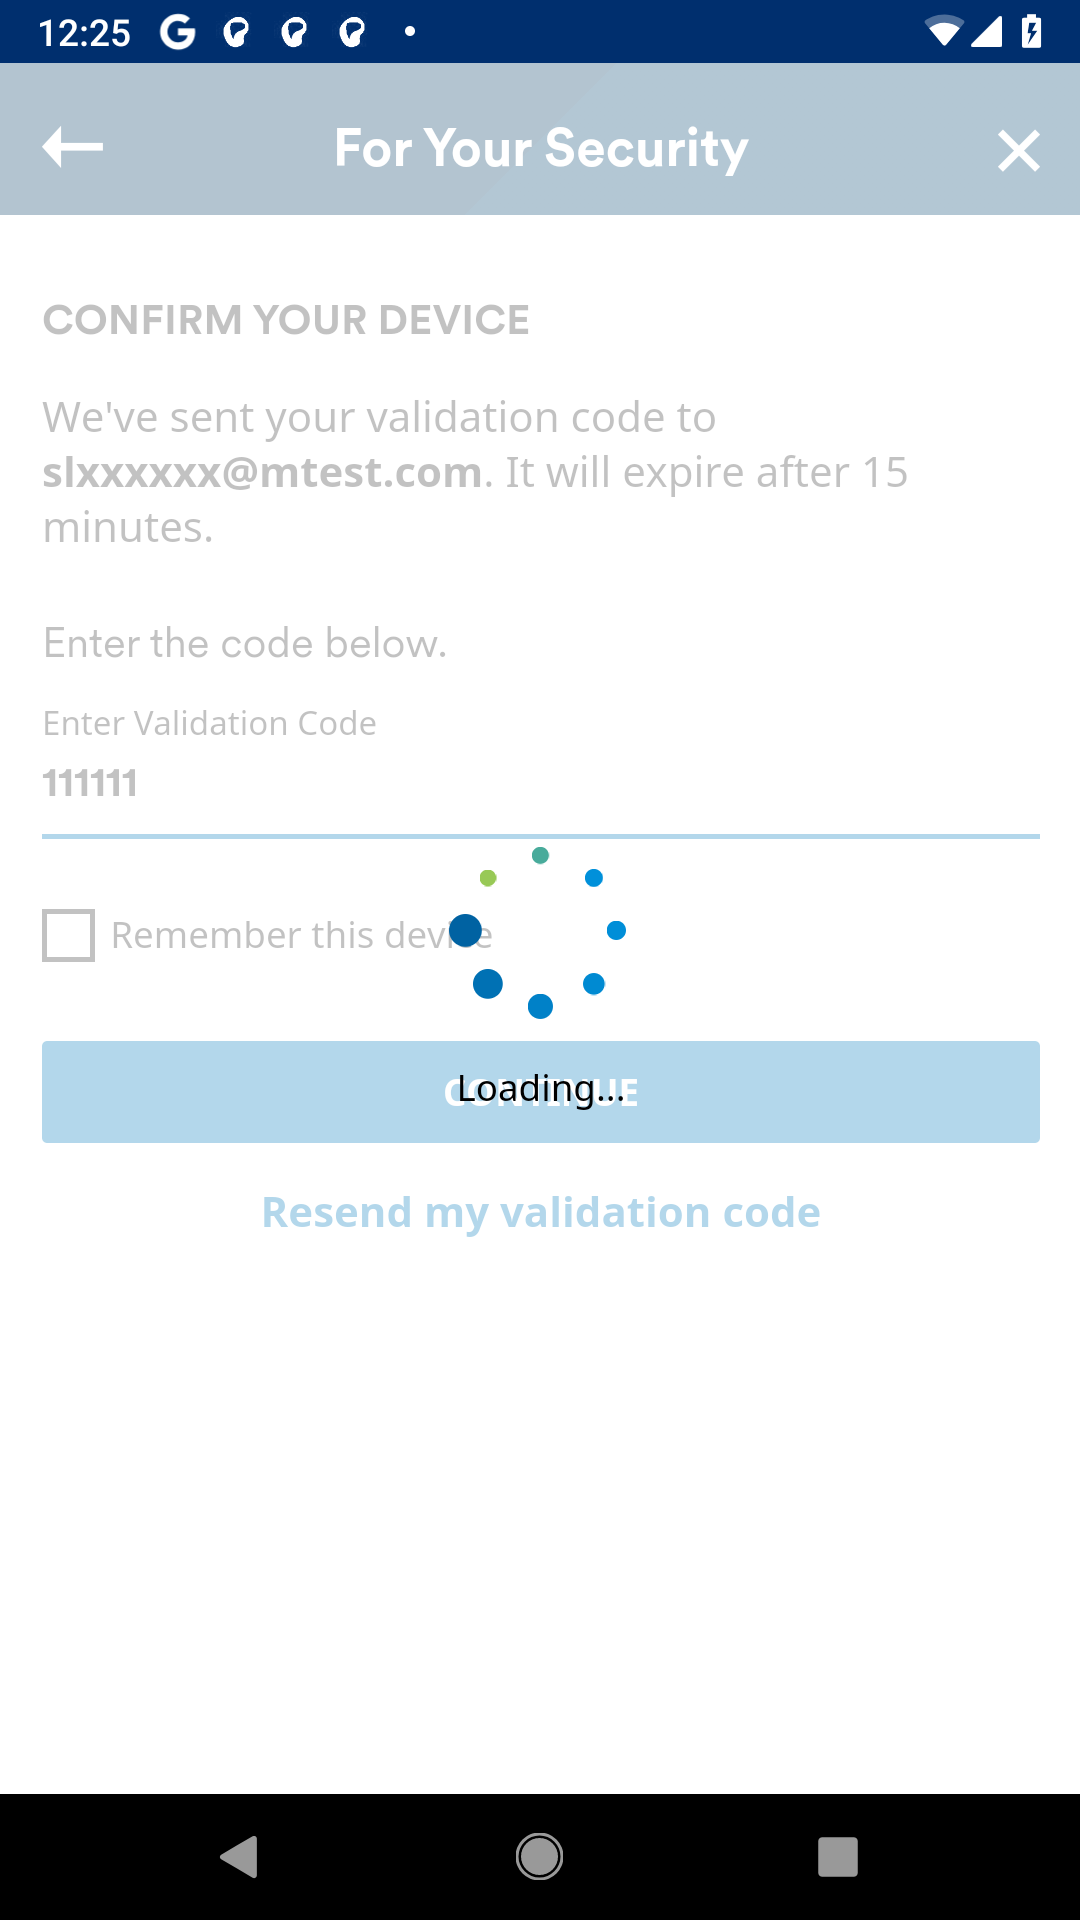 12:25
For Your Security
CONFIRM YOUR DEVICE
We've sent your validation code to
slxxxxxx@mtest.com. It will expire after 15
minutes.
Enter the code below.
Enter Validation Code
111111
Remember this device
CONTINUE
Loading...
Resend my validation code